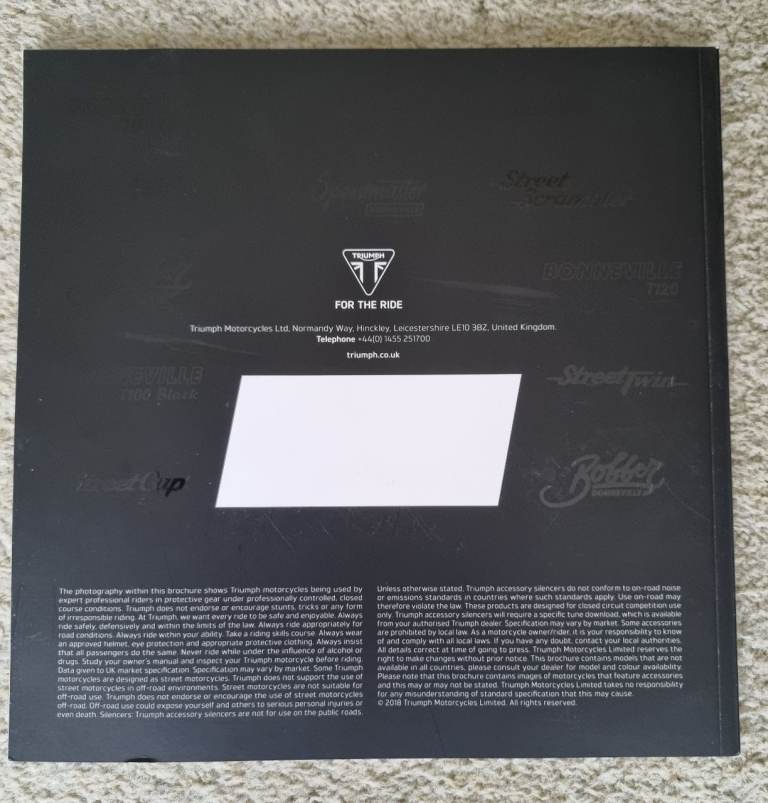 Speedmaster
Street
Scrambler
TRIUMPH
FOR THE RIDE
BONNEVILLE
T120
Triumph Motorcycles Ltd, Normandy Way, Hinckley, Leicestershire LE10 3BZ, United Kingdom.
Telephone +44(0) 1455 251700
triumph.co.uk
T100 Black
Street Twin
Street Cup
Bobber
BONNEVILLE
The photography within this brochure shows Triumph motorcycles being used by
expert professional riders in protective gear under professionally controlled, closed
course conditions. Triumph does not endorse or encourage stunts, tricks or any form
of irresponsible riding. At Triumph, we want every ride to be safe and enjoyable. Always
ride safely, defensively and within the limits of the law. Always ride appropriately for
road conditions. Always ride within your ability. Take a riding skills course. Always wear
an approved helmet, eye protection and appropriate protective clothing. Always insist
that all passengers do the same. Never ride while under the influence of alcohol or
drugs. Study your owner's manual and inspect your Triumph motorcycle before riding.
Data given to UK market specification. Specification may vary by market. Some Triumph
motorcycles are designed as street motorcycles. Triumph does not support the use of
street motorcycles in off-road environments. Street motorcycles are not suitable for
off-road use. Triumph does not endorse or encourage the use of street motorcycles
off-road. Off-road use could expose yourself and others to serious personal injuries or
even death. Silencers: Triumph accessory silencers are not for use on the public roads.
Unless otherwise stated, Triumph accessory silencers do not conform to on-road noise
or emissions standards in countries where such standards apply. Use on-road may
therefore violate the law. These products are designed for closed circuit competition use
only. Triumph accessory silencers will require a specific tune download, which is available
from your authorised Triumph dealer. Specification may vary by market. Some accessories
are prohibited by local law. As a motorcycle owner/rider, it is your responsibility to know
of and comply with all local laws. If you have any doubt, contact your local authorities.
All details correct at time of going to press. Triumph Motorcycles Limited reserves the
right to make changes without prior notice. This brochure contains models that are not
available in all countries, please consult your dealer for model and colour availability.
Please note that this brochure contains images of motorcycles that feature accessories
and this may or may not be stated. Triumph Motorcycles Limited takes no responsibility
for any misunderstanding of standard specification that this may cause.
© 2018 Triumph Motorcycles Limited. All rights reserved.